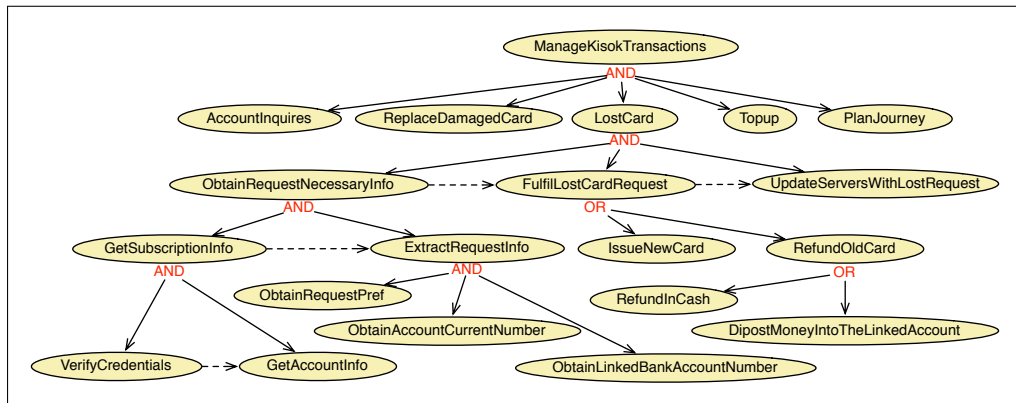 ManageKisokTransactions
AND
AccountInquires
ReplaceDamagedCard
LostCard
Topup
PlanJourney
AND
ObtainRequestNecessaryInfo
FulfilLostCardRequest
UpdateServersWithLostRequest
AND
OR
GetSubscriptionInfo
ExtractRequestInfo
IssueNewCard
RefundOldCard
AND
AND
OR
ObtainRequestPref
RefundInCash
ObtainAccountCurrentNumber
DipostMoneyIntoTheLinkedAccount
VerifyCredentials
GetAccountInfo
ObtainLinkedBankAccountNumber